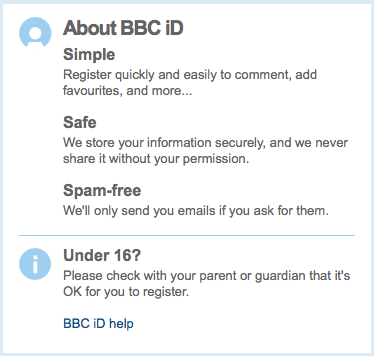 About BBC iD
Simple
Register quickly and easily to comment, add
favourites, and more...
Safe
We store your information securely, and we never
share it without your permission.
Spam-free
We'll only send you emails if you ask for them.
Under 16?
Please check with your parent or guardian that it's
OK for you to register.
BBC iD help